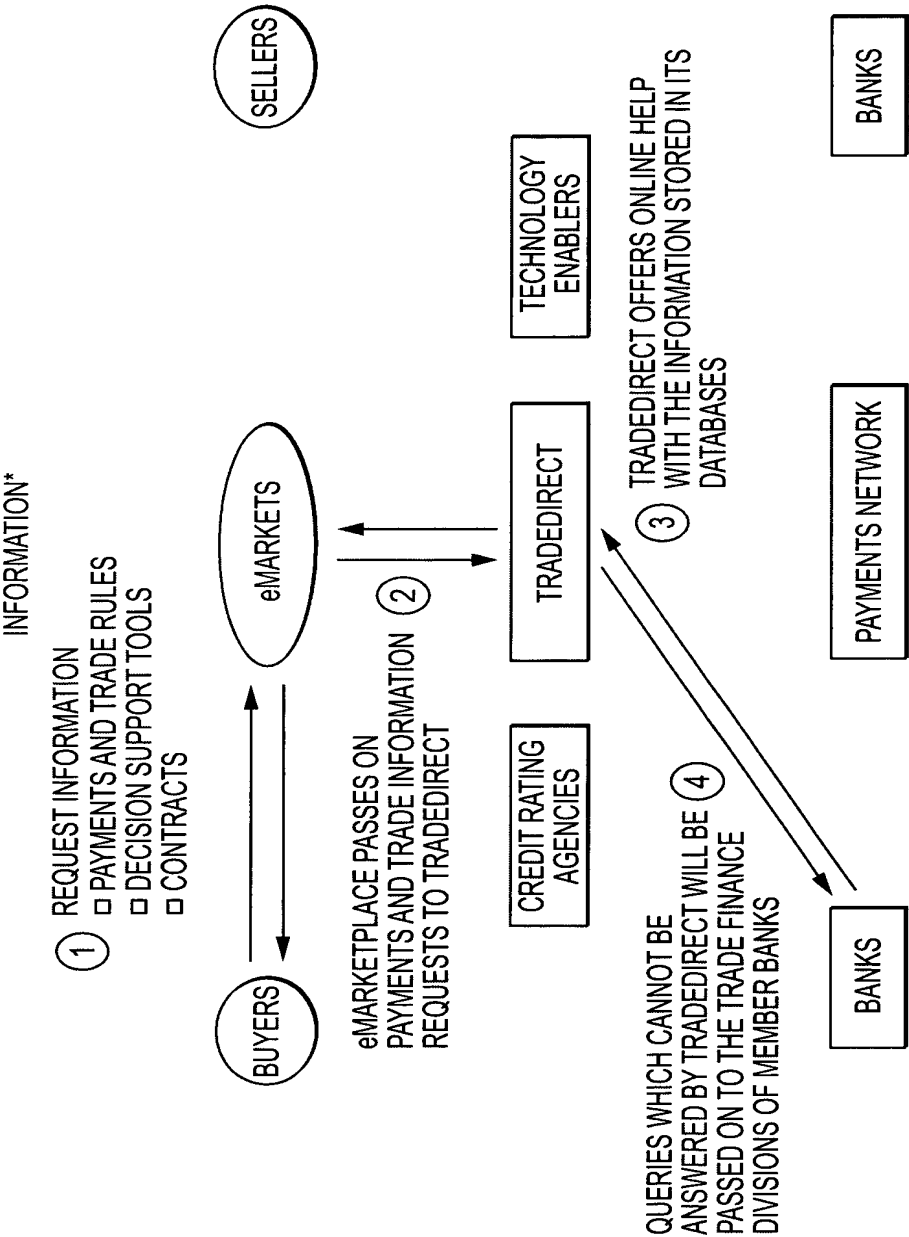 INFORMATION*
1
REQUEST INFORMATION
□ PAYMENTS AND TRADE RULES
□ DECISION SUPPORT TOOLS
□ CONTRACTS
BUYERS
eMARKETS
SELLERS
eMARKETPLACE PASSES ON
PAYMENTS AND TRADE INFORMATION
REQUESTS TO TRADEDIRECT
2
CREDIT RATING
AGENCIES
TRADEDIRECT
TECHNOLOGY
ENABLERS
QUERIES WHICH CANNOT BE
ANSWERED BY TRADEDIRECT WILL BE
PASSED ON TO THE TRADE FINANCE
DIVISIONS OF MEMBER BANKS
4
3
TRADEDIRECT OFFERS ONLINE HELP
WITH THE INFORMATION STORED IN ITS
DATABASES
BANKS
PAYMENTS NETWORK
BANKS